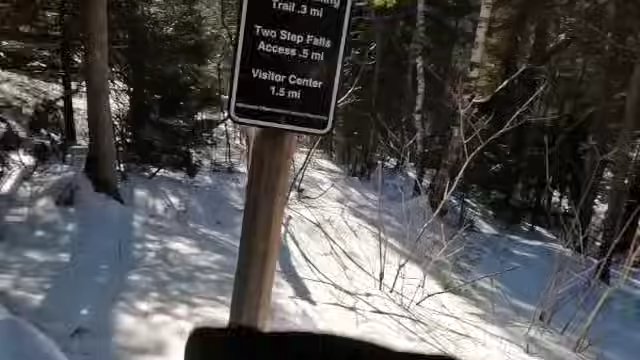 Trail .3 mi
Two Step Falls
Access .5 mi
Visitor Center
1.5 mi